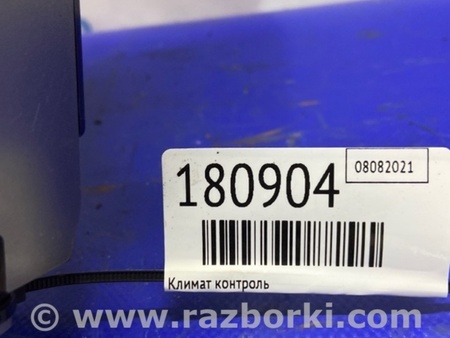 180904
08082021
Климат контроль
www.razborki.com